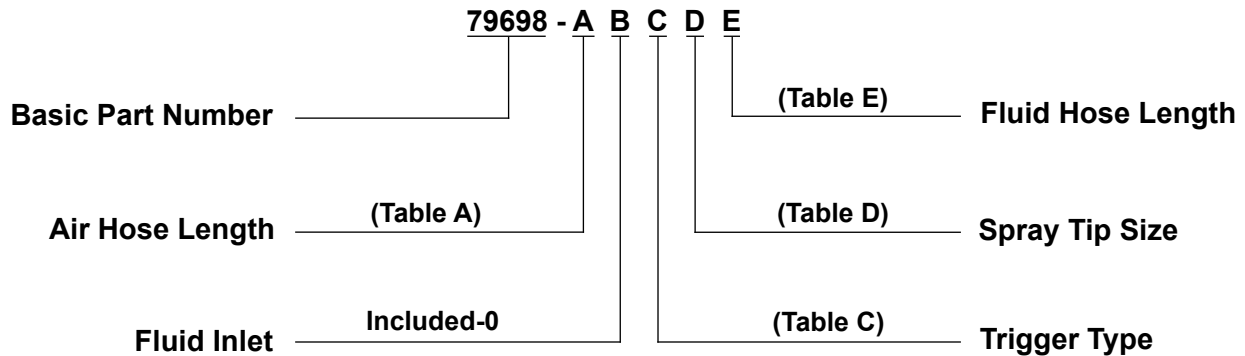 79698 - A B C D E
Basic Part Number
(Table E)
Fluid Hose Length
Air Hose Length
(Table A)
(Table D)
Spray Tip Size
Fluid Inlet
Included-0
(Table C)
Trigger Type